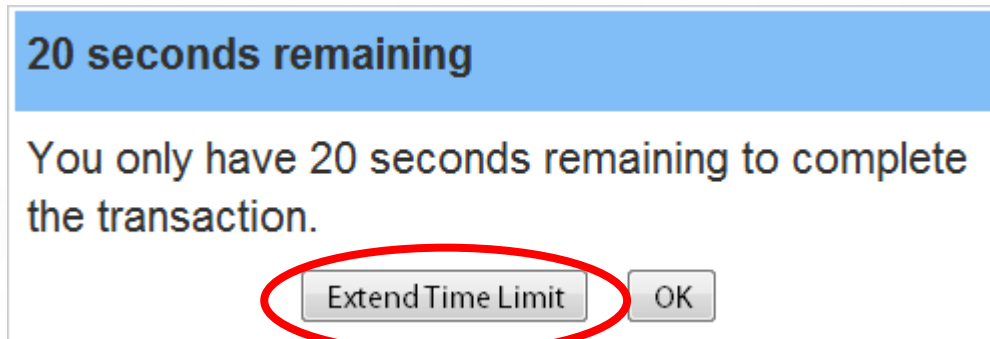 20 seconds remaining
You only have 20 seconds remaining to complete
the transaction.
Extend Time Limit OK